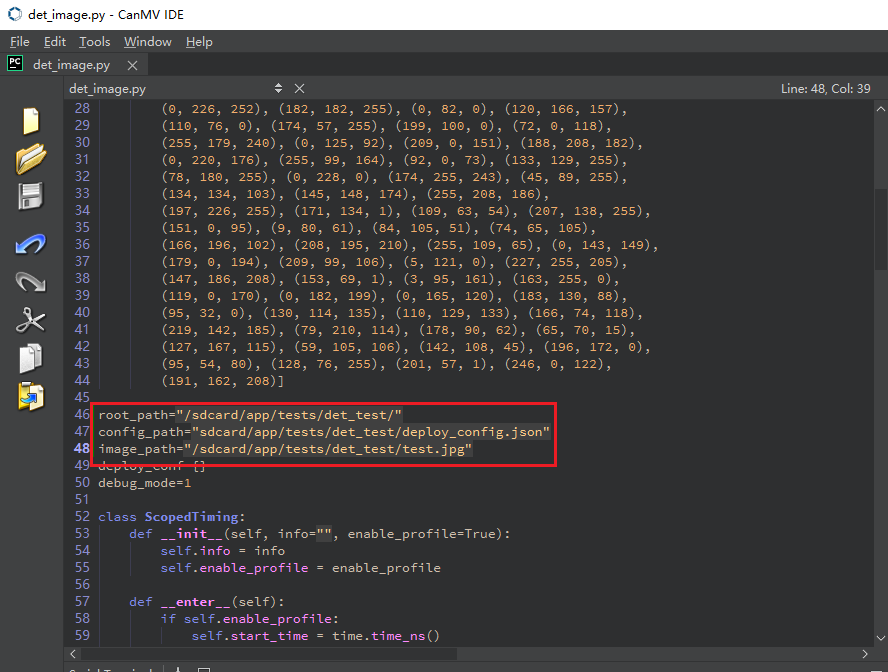 det_image.py - CanMV IDE
File Edit Tools Window Help
PC det_image.py
det_image.py Line: 48, Col: 39
28 (0, 226, 252), (182, 182, 255), (0, 82, 0), (120, 166, 157),
29 (110, 76, 0), (174, 57, 255), (199, 100, 0), (72, 0, 118),
30 (255, 179, 240), (0, 125, 92), (209, 0, 151), (188, 208, 182),
31 (0, 220, 176), (255, 99, 164), (92, 0, 73), (133, 129, 255),
32 (78, 180, 255), (0, 228, 0), (174, 255, 243), (45, 89, 255),
33 (134, 134, 103), (145, 148, 174), (255, 208, 186),
34 (197, 226, 255), (171, 134, 1), (109, 63, 54), (207, 138, 255),
35 (151, 0, 95), (9, 80, 61), (84, 105, 51), (74, 65, 105),
36 (166, 196, 102), (208, 195, 210), (255, 109, 65), (0, 143, 149),
37 (179, 0, 194), (209, 99, 106), (5, 121, 0), (227, 255, 205),
38 (147, 186, 208), (153, 69, 1), (3, 95, 161), (163, 255, 0),
39 (119, 0, 170), (0, 182, 199), (0, 165, 120), (183, 130, 88),
40 (95, 32, 0), (130, 114, 135), (110, 129, 133), (166, 74, 118),
41 (219, 142, 185), (79, 210, 114), (178, 90, 62), (65, 70, 15),
42 (127, 167, 115), (59, 105, 106), (142, 108, 45), (196, 172, 0),
43 (95, 54, 80), (128, 76, 255), (201, 57, 1), (246, 0, 122),
44 (191, 162, 208)]
45
46 root_path="/sdcard/app/tests/det_test/"
47 config_path="sdcard/app/tests/det_test/deploy_config.json"
48 image_path="/sdcard/app/tests/det_test/test.jpg"
49 deploy_conf []
50 debug_mode=1
51
52 class ScopedTiming:
53 def __init__(self, info="", enable_profile=True):
54 self.info = info
55 self.enable_profile = enable_profile
56
57 def __enter__(self):
58 if self.enable_profile:
59 self.start_time = time.time_ns()